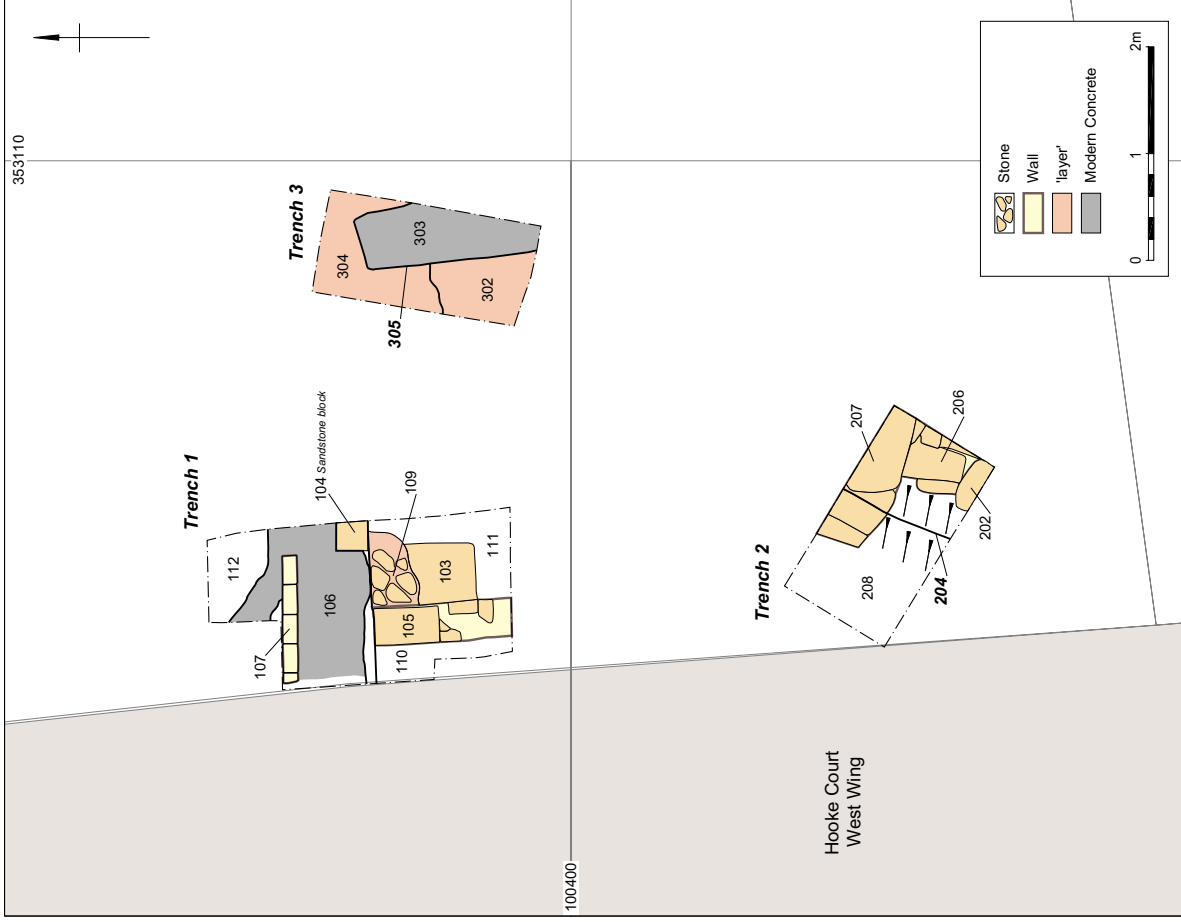 353110
100400
Trench 1
112
107
106
104 Sandstone block
109
103
105
110
111
Trench 3
304
303
305
302
Trench 2
207
206
208
204
202
Hooke Court
West Wing
Stone
Wall
'layer'
Modern Concrete
0 1 2m